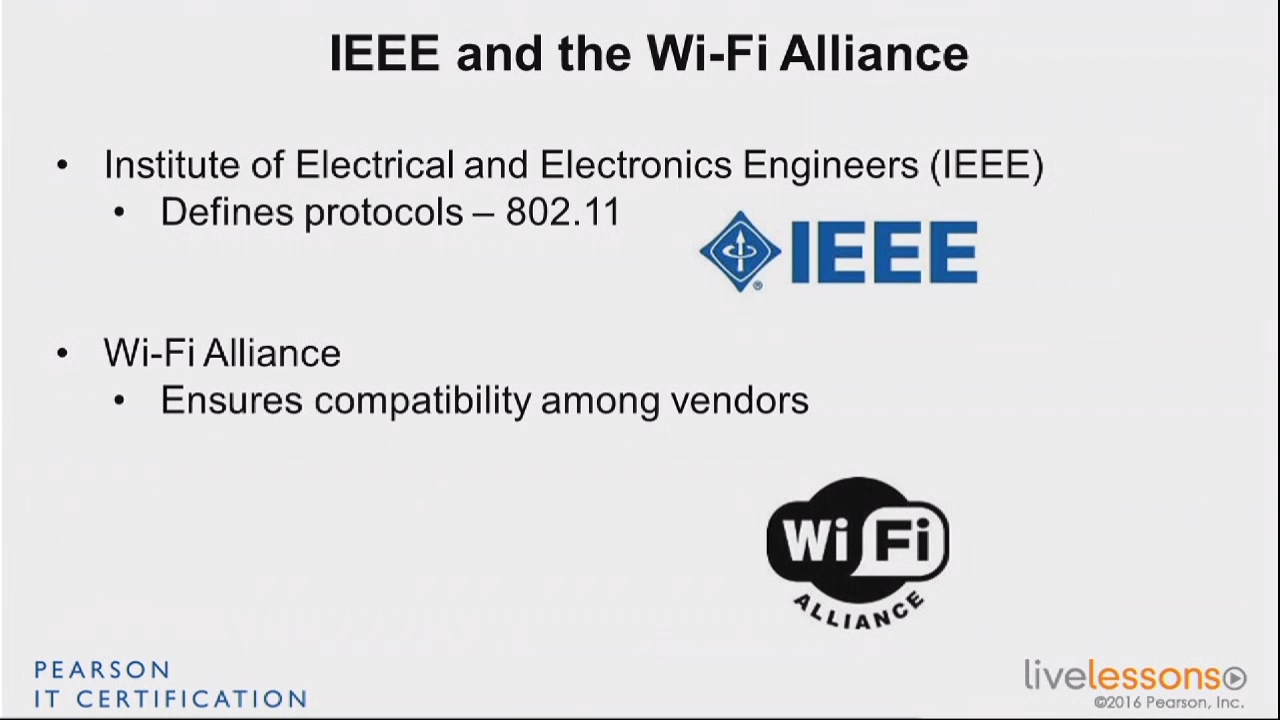 IEEE and the Wi-Fi Alliance
• Institute of Electrical and Electronics Engineers (IEEE)
• Defines protocols – 802.11
® IEEE
• Wi-Fi Alliance
• Ensures compatibility among vendors
Wi Fi
ALLIANCE
PEARSON
IT CERTIFICATION
livelessons
©2016 Pearson, Inc.